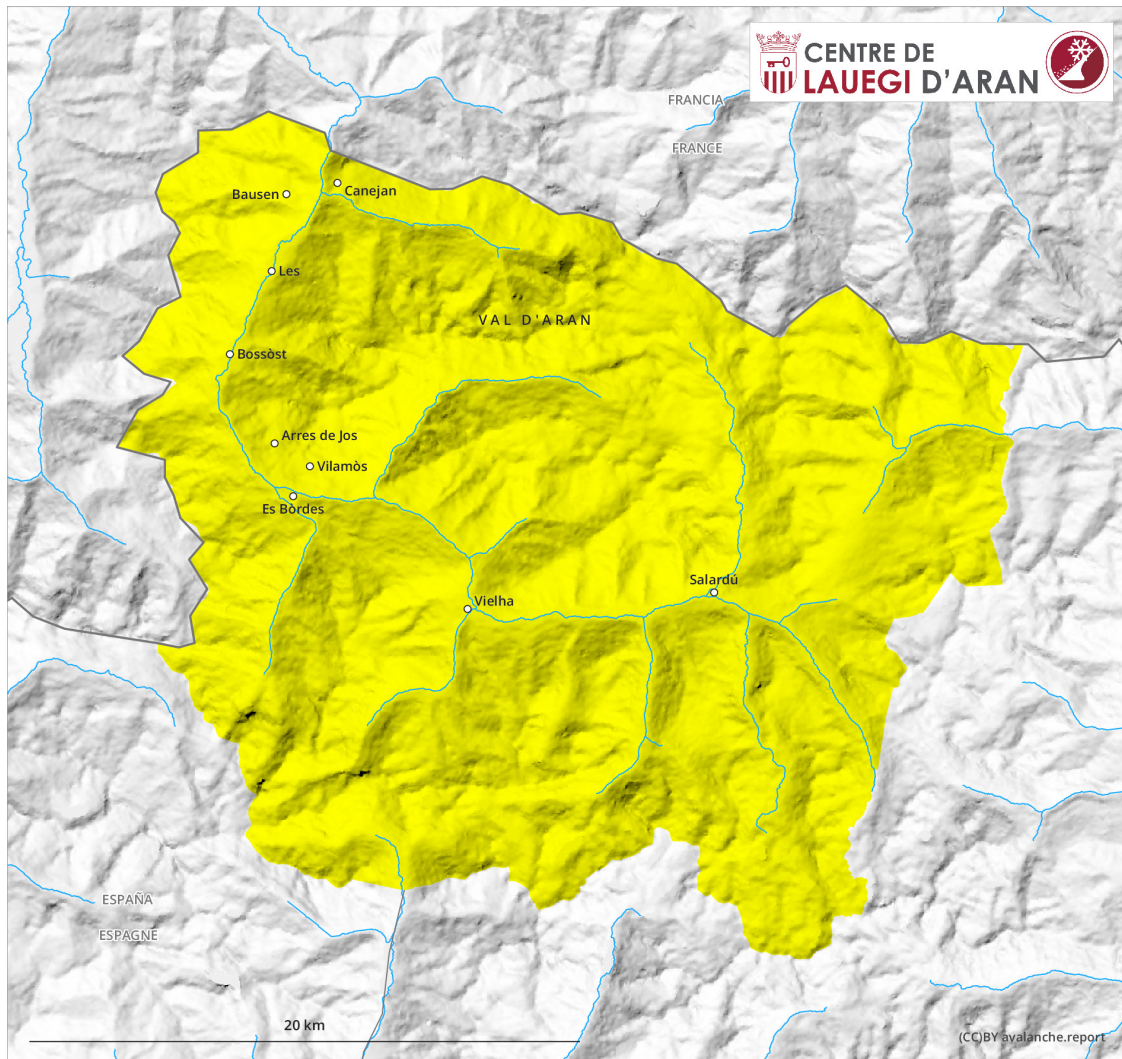 CENTRE DE
LAUEGI D'ARAN
FRANCIA
FRANCE
Canejan
Bausen
Les
VAL D'ARAN
Bossòst
Arres de Jos
Vilamòs
Es Bòrdes
Salardú
Vielha
ESPAÑA
ESPAGNE
20 km
(CC)BY avalanche.report